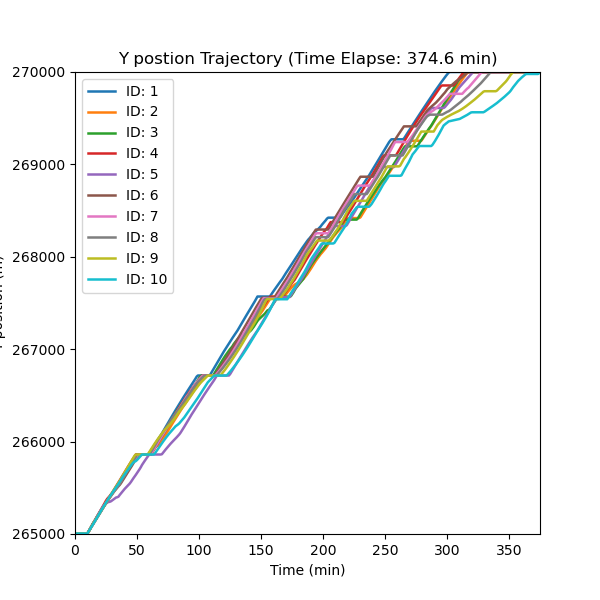 Y postion Trajectory (Time Elapse: 374.6 min)
270000
269000
268000
267000
266000
265000
ID: 1
ID: 2
ID: 3
ID: 4
ID: 5
ID: 6
ID: 7
ID: 8
ID: 9
ID: 10
0 50 100 150 200 250 300 350
Time (min)